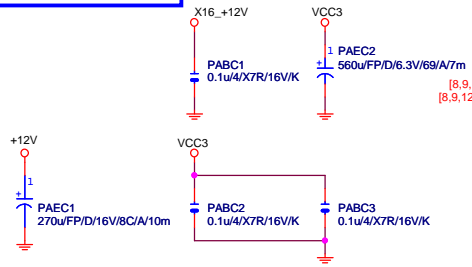 X16_+12V
VCC3
1
PAEC2
+
560u/FP/D/6.3V/69/A/7m
PABC1
0.1u/4/X7R/16V/K
[8,9,
[8,9,12
+12V
VCC3
1
+
PAEC1
270u/FP/D/16V/8C/A/10m
PABC2
0.1u/4/X7R/16V/K
PABC3
0.1u/4/X7R/16V/K